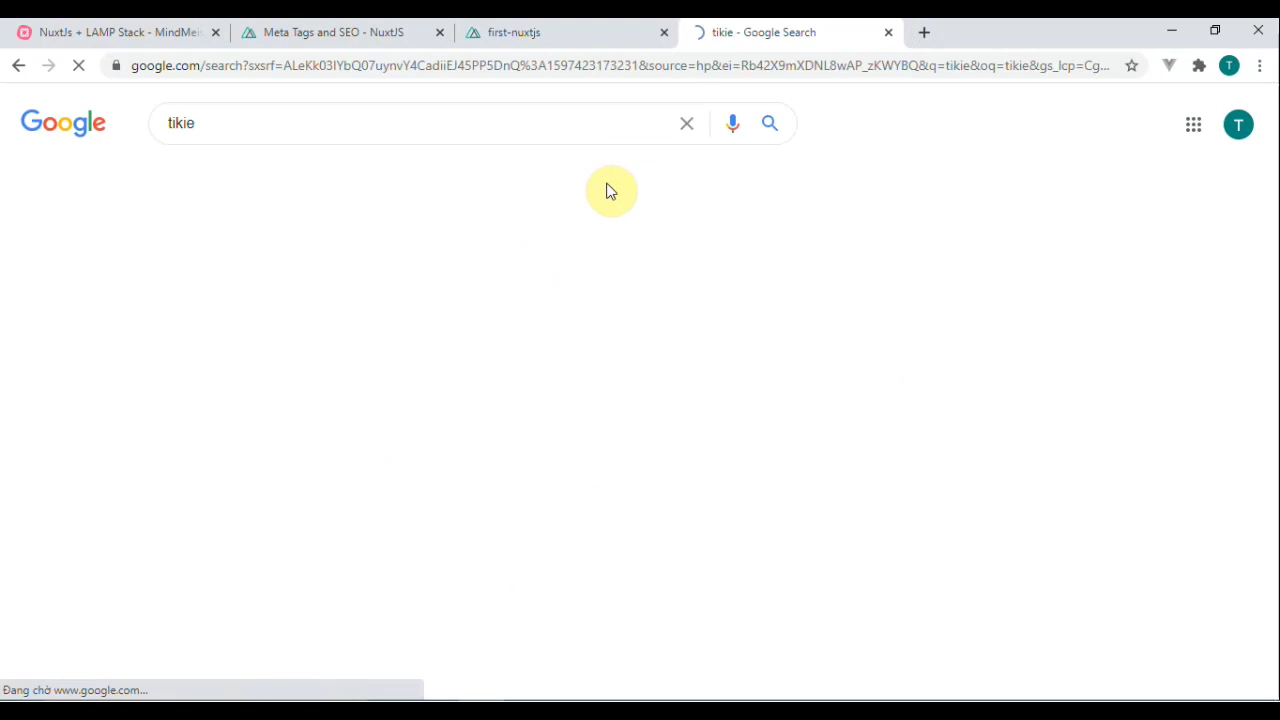 NuxtJs + LAMP Stack - MindMeis
Meta Tags and SEO - NuxtJS
first-nuxtjs
tikie - Google Search
google.com/search?sxsrf=ALeKk03lYbQ07uynvY4CadiiEJ45PP5DnQ%3A1597423173231&source=hp&ei=Rb42X9mXDNL8wAP_zKWYBQ&q=tikie&oq=tikie&gs_lcp=Cg...
T
Google
tikie
T
Đang chờ www.google.com...